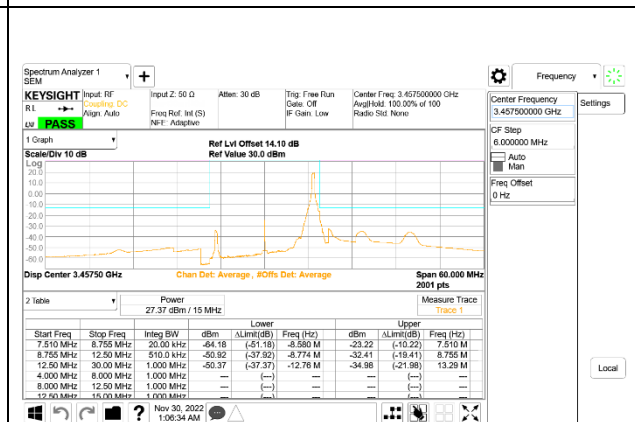 Spectrum Analyzer 1
SEM
Frequency
KEYSIGHT
Input: RF
Coupling: DC
Align: Auto
Input Z: 50 Ω
Freq Ref: Int (S)
NFE: Adaptive
Atten: 30 dB
Trig: Free Run
Gate: Off
IF Gain: Low
Center Freq: 3.457500000 GHz
Avg|Hold: 100.00% of 100
Radio Std: None
PASS
Center Frequency
3.457500000 GHz
Settings
CF Step
6.000000 MHz
Auto
Man
Freq Offset
0 Hz
1 Graph
Scale/Div 10 dB
Ref Lvl Offset 14.10 dB
Ref Value 30.0 dBm
Log
20.0
10.0
0.00
-10.0
-20.0
-30.0
-40.0
-50.0
-60.0
Disp Center 3.45750 GHz
Chan Det: Average , #Offs Det: Average
Span 60.000 MHz
2001 pts
2 Table
Power
27.37 dBm / 15 MHz
Measure Trace
Trace 1
Lower Upper
Start Freq Stop Freq Integ BW dBm ΔLimit(dB) Freq (Hz) dBm ΔLimit(dB) Freq (Hz)
7.510 MHz 8.755 MHz 20.00 kHz -64.18 (-51.18) -8.580 M -23.22 (-10.22) 7.510 M
8.755 MHz 12.50 MHz 510.0 kHz -50.92 (-37.92) -8.774 M -32.41 (-19.41) 8.755 M
12.50 MHz 30.00 MHz 1.000 MHz -50.37 (-37.37) -12.76 M -34.98 (-21.98) 13.29 M
4.000 MHz 8.000 MHz 1.000 MHz --- (---) --- --- (---) ---
8.000 MHz 12.50 MHz 1.000 MHz --- (---) --- --- (---) ---
12.50 MHz 15.00 MHz 1.000 MHz --- (---) --- --- (---) ---
Local
Nov 30, 2022
1:06:34 AM